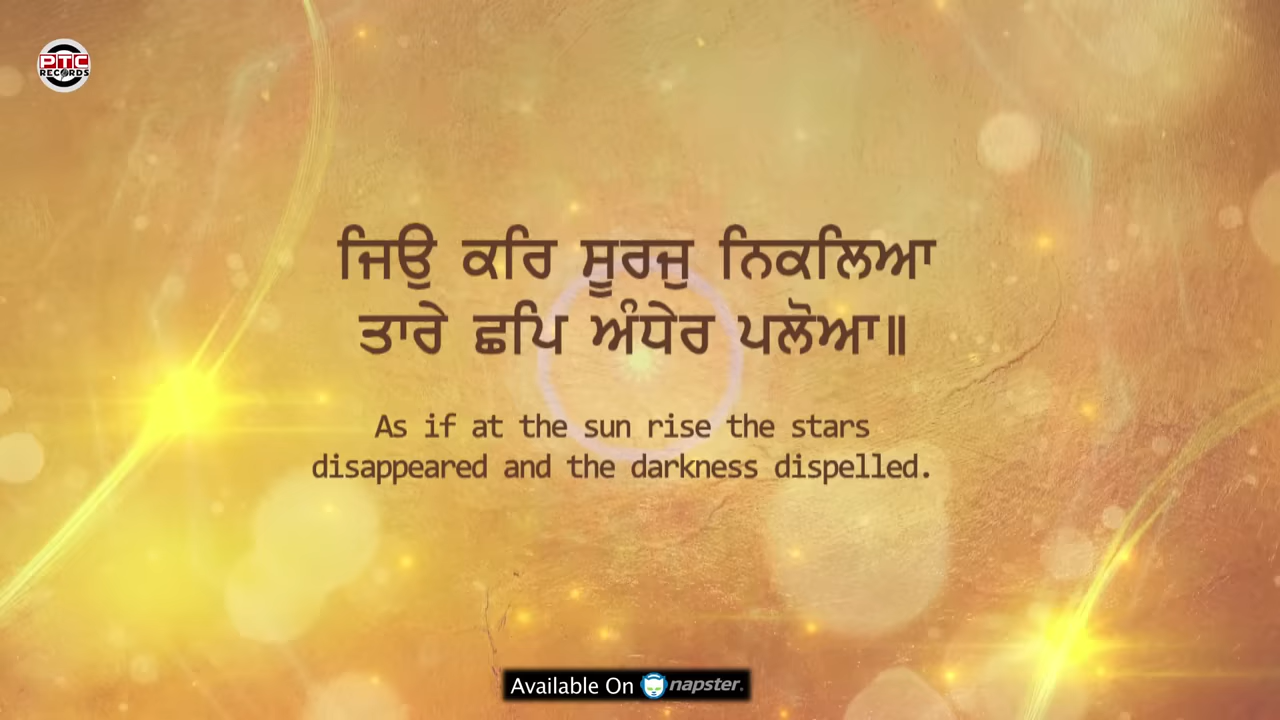 PTC
RECORDS
ਜਿਉ ਕਰਿ ਸੂਰਜੁ ਨਿਕਲਿਆ
ਤਾਰੇ ਛਪਿ ਅੰਧੇਰ ਪਲੋਆ॥
As if at the sun rise the stars
disappeared and the darkness dispelled.
Available On napster.